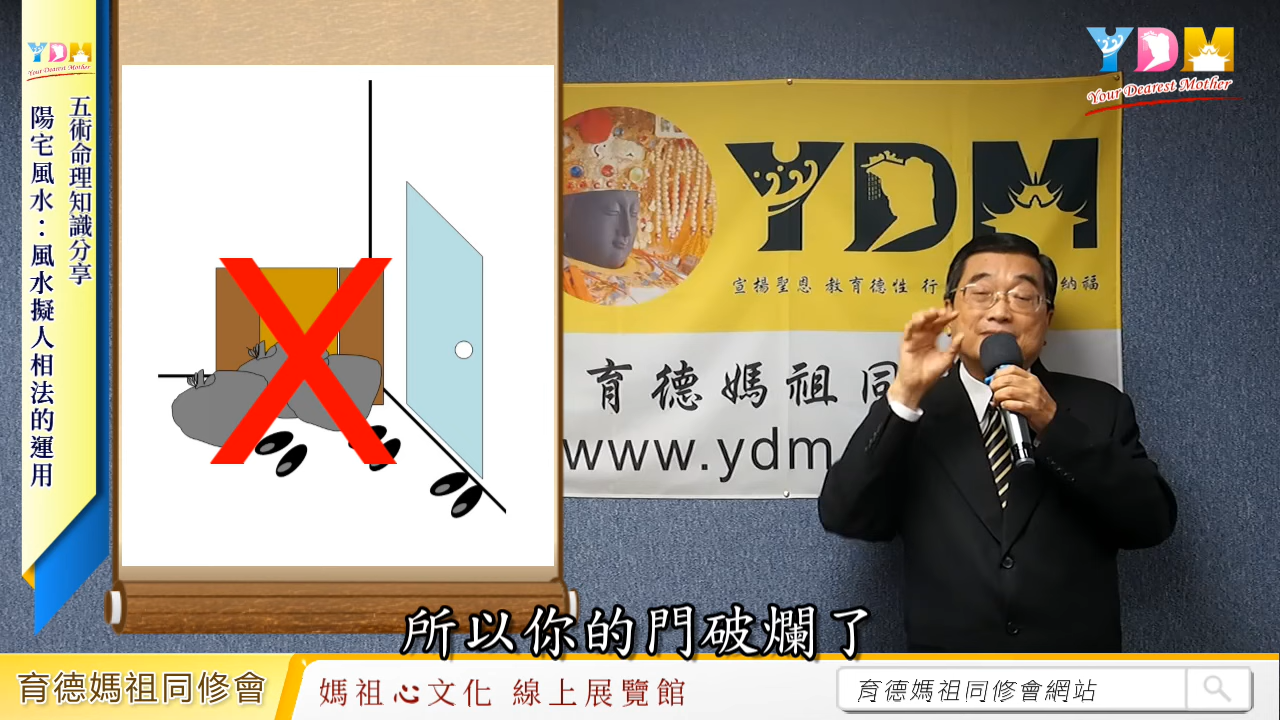 YDM
Your Dearest Mother
五術命理知識分享
陽宅風水：風水擬人相法的運用
YDM
Your Dearest Mother
YDM
宣揚聖恩 教育德性 行
納福
育德媽祖同
www.ydm.
所以你的門破爛了
育德媽祖同修會
媽祖心文化 線上展覽館
育德媽祖同修會網站